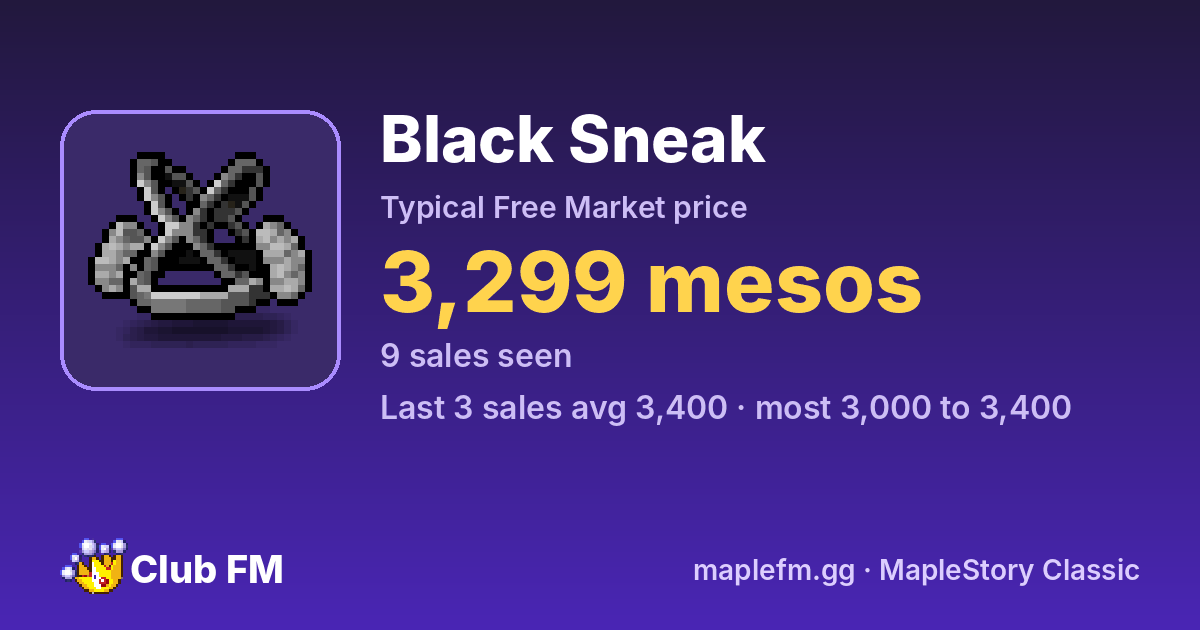 Black Sneak
Typical Free Market price
3,299 mesos
9 sales seen
Last 3 sales avg 3,400 · most 3,000 to 3,400
Club FM
maplefm.gg · MapleStory Classic